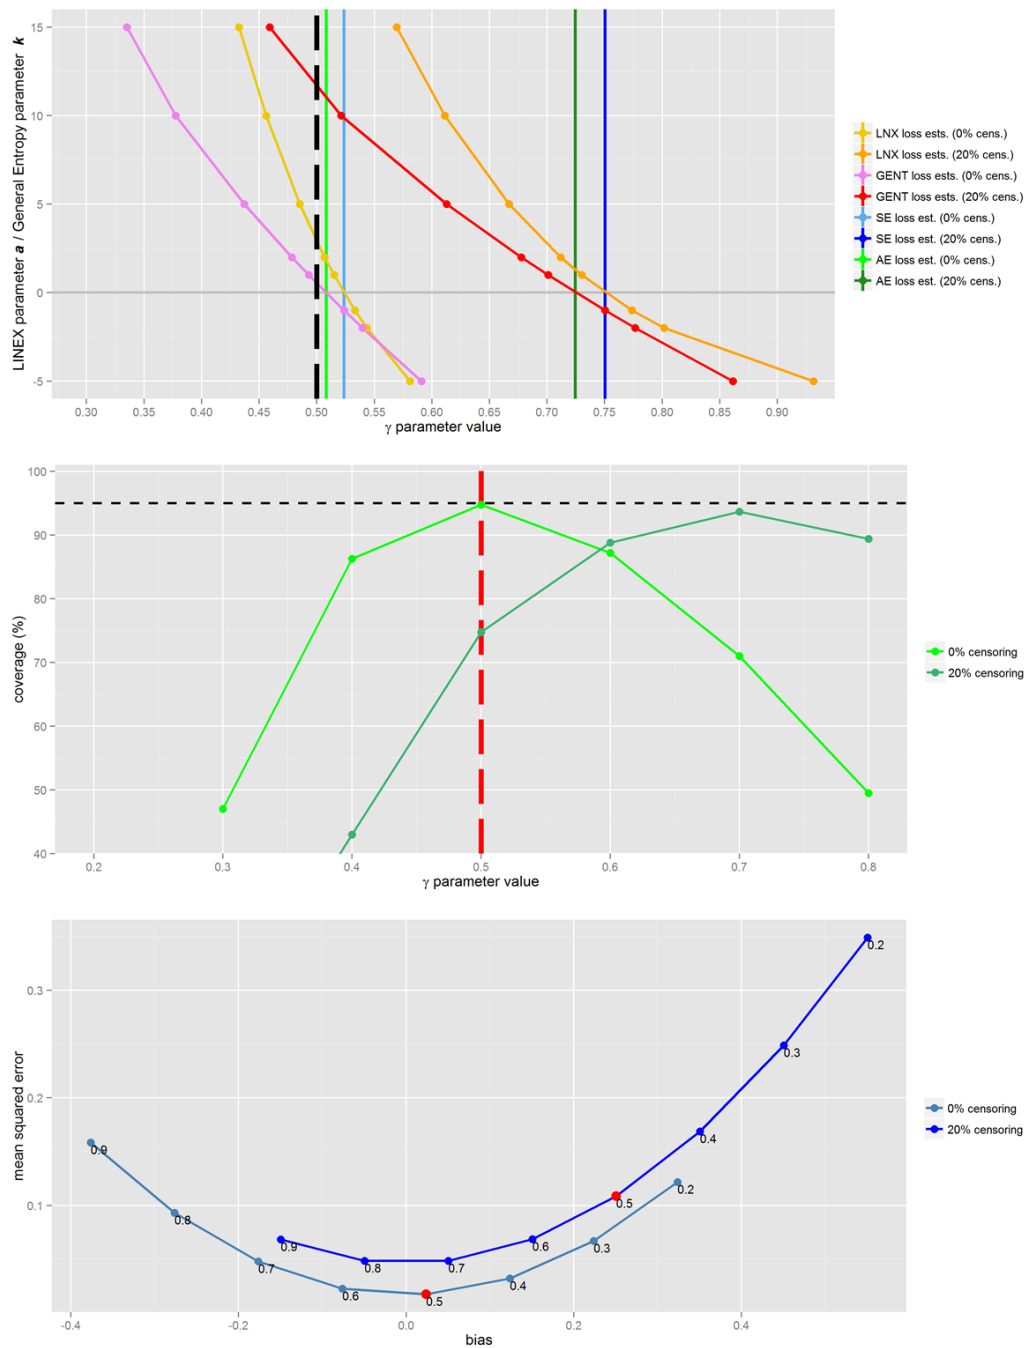 LINEX parameter a / General Entropy parameter k
15
10
5
0
-5
0.30 0.35 0.40 0.45 0.50 0.55 0.60 0.65 0.70 0.75 0.80 0.85 0.90
γ parameter value
LNX loss ests. (0% cens.)
LNX loss ests. (20% cens.)
GENT loss ests. (0% cens.)
GENT loss ests. (20% cens.)
SE loss est. (0% cens.)
SE loss est. (20% cens.)
AE loss est. (0% cens.)
AE loss est. (20% cens.)
coverage (%)
100
90
80
70
60
50
40
0.2 0.3 0.4 0.5 0.6 0.7 0.8
γ parameter value
0% censoring
20% censoring
mean squared error
0.3
0.2
0.1
0.2
0.3
0.4
0.5
0.6
0.7
0.8
0.9
0.9
0.8
0.7
0.6
0.5
0.4
0.3
0.2
-0.4 -0.2 0.0 0.2 0.4
bias
0% censoring
20% censoring